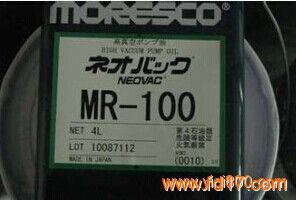 MORESCO
高真空ポンプ油
HIGH VACUUM PUMP OIL
ネオバック
NEOVAC
MR-100
NET 4L
LOT 10087112
MADE IN JAPAN
第4石油類
危険等級III
火気厳禁
(0010)
www.fd870.com